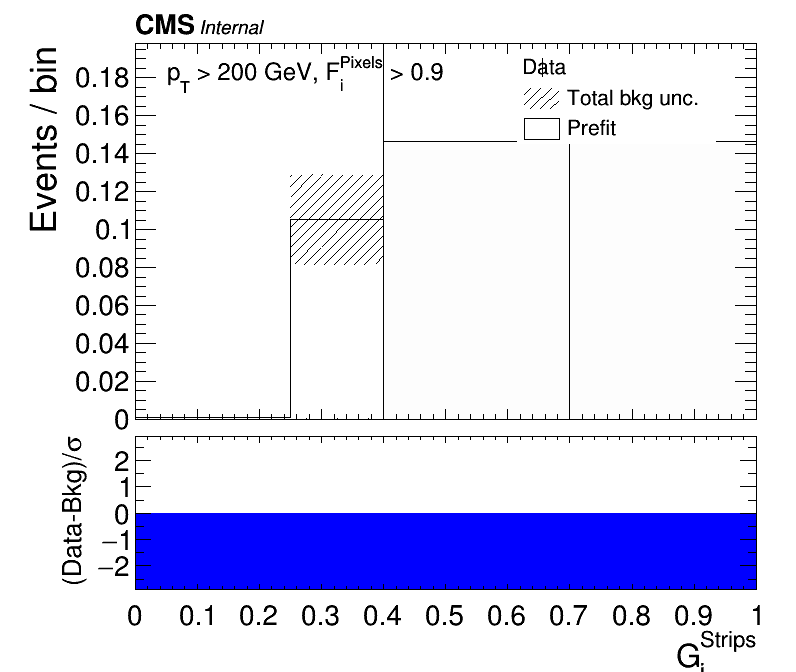 CMS Internal
Events / bin
p_T > 200 GeV, F_i^Pixels > 0.9
Data
Total bkg unc.
Prefit
0.18
0.16
0.14
0.12
0.1
0.08
0.06
0.04
0.02
0
(Data-Bkg)/σ
2
1
0
−1
−2
0 0.1 0.2 0.3 0.4 0.5 0.6 0.7 0.8 0.9 1
G_i^Strips